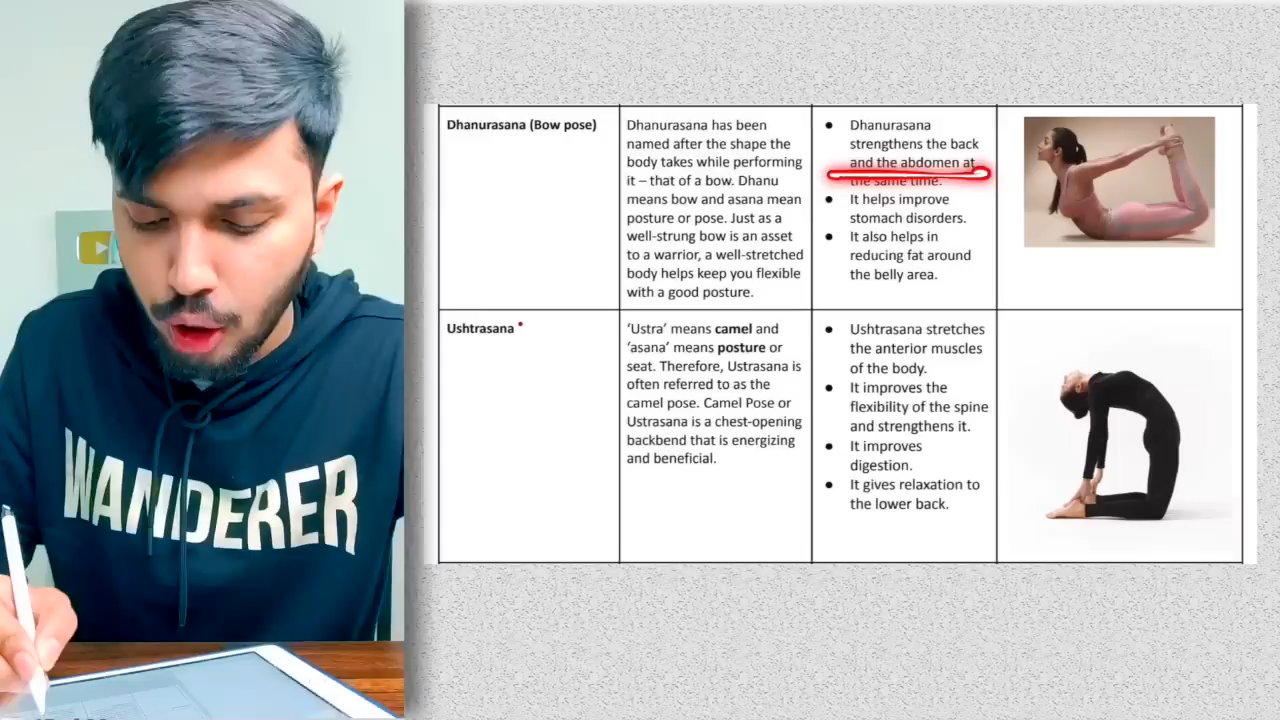 WANDERER
Dhanurasana (Bow pose)
Dhanurasana has been
named after the shape the
body takes while performing
it – that of a bow. Dhanu
means bow and asana mean
posture or pose. Just as a
well-strung bow is an asset
to a warrior, a well-stretched
body helps keep you flexible
with a good posture.
● Dhanurasana
strengthens the back
and the abdomen at
the same time.
● It helps improve
stomach disorders.
● It also helps in
reducing fat around
the belly area.
Ushtrasana
‘Ustra’ means camel and
‘asana’ means posture or
seat. Therefore, Ustrasana is
often referred to as the
camel pose. Camel Pose or
Ustrasana is a chest-opening
backbend that is energizing
and beneficial.
● Ushtrasana stretches
the anterior muscles
of the body.
● It improves the
flexibility of the spine
and strengthens it.
● It improves
digestion.
● It gives relaxation to
the lower back.